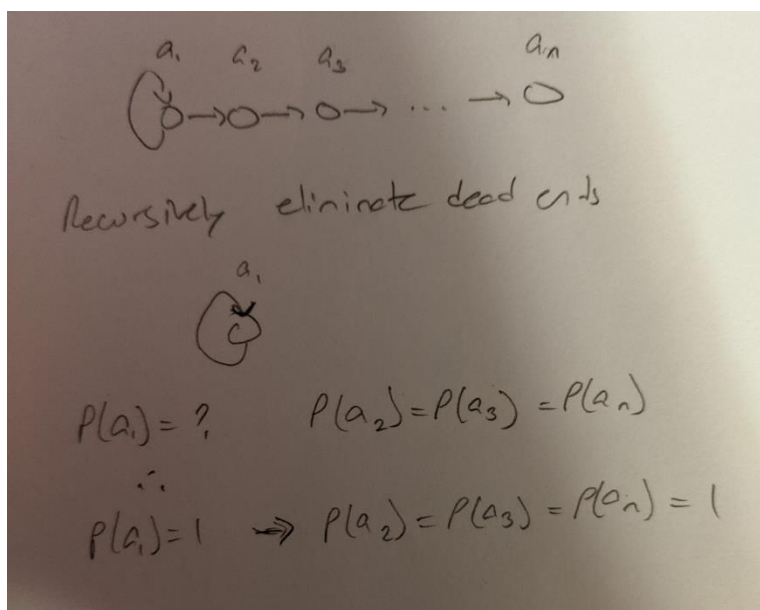 a₁ a₂ a₃ aₙ
→ → → ... →
Recursively eliminate dead ends
a₁
P(a₁) = ? P(a₂) = P(a₃) = P(aₙ)
∴
P(a₁) = 1 → P(a₂) = P(a₃) = P(aₙ) = 1